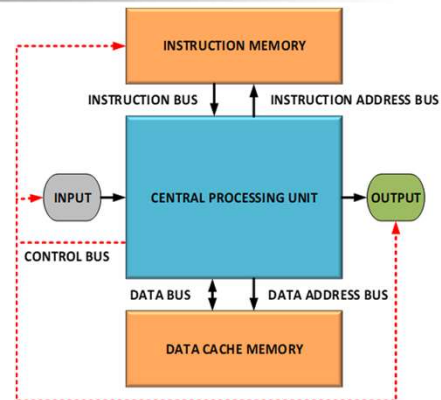 INSTRUCTION MEMORY
INSTRUCTION BUS
INSTRUCTION ADDRESS BUS
INPUT
CENTRAL PROCESSING UNIT
OUTPUT
CONTROL BUS
DATA BUS
DATA ADDRESS BUS
DATA CACHE MEMORY